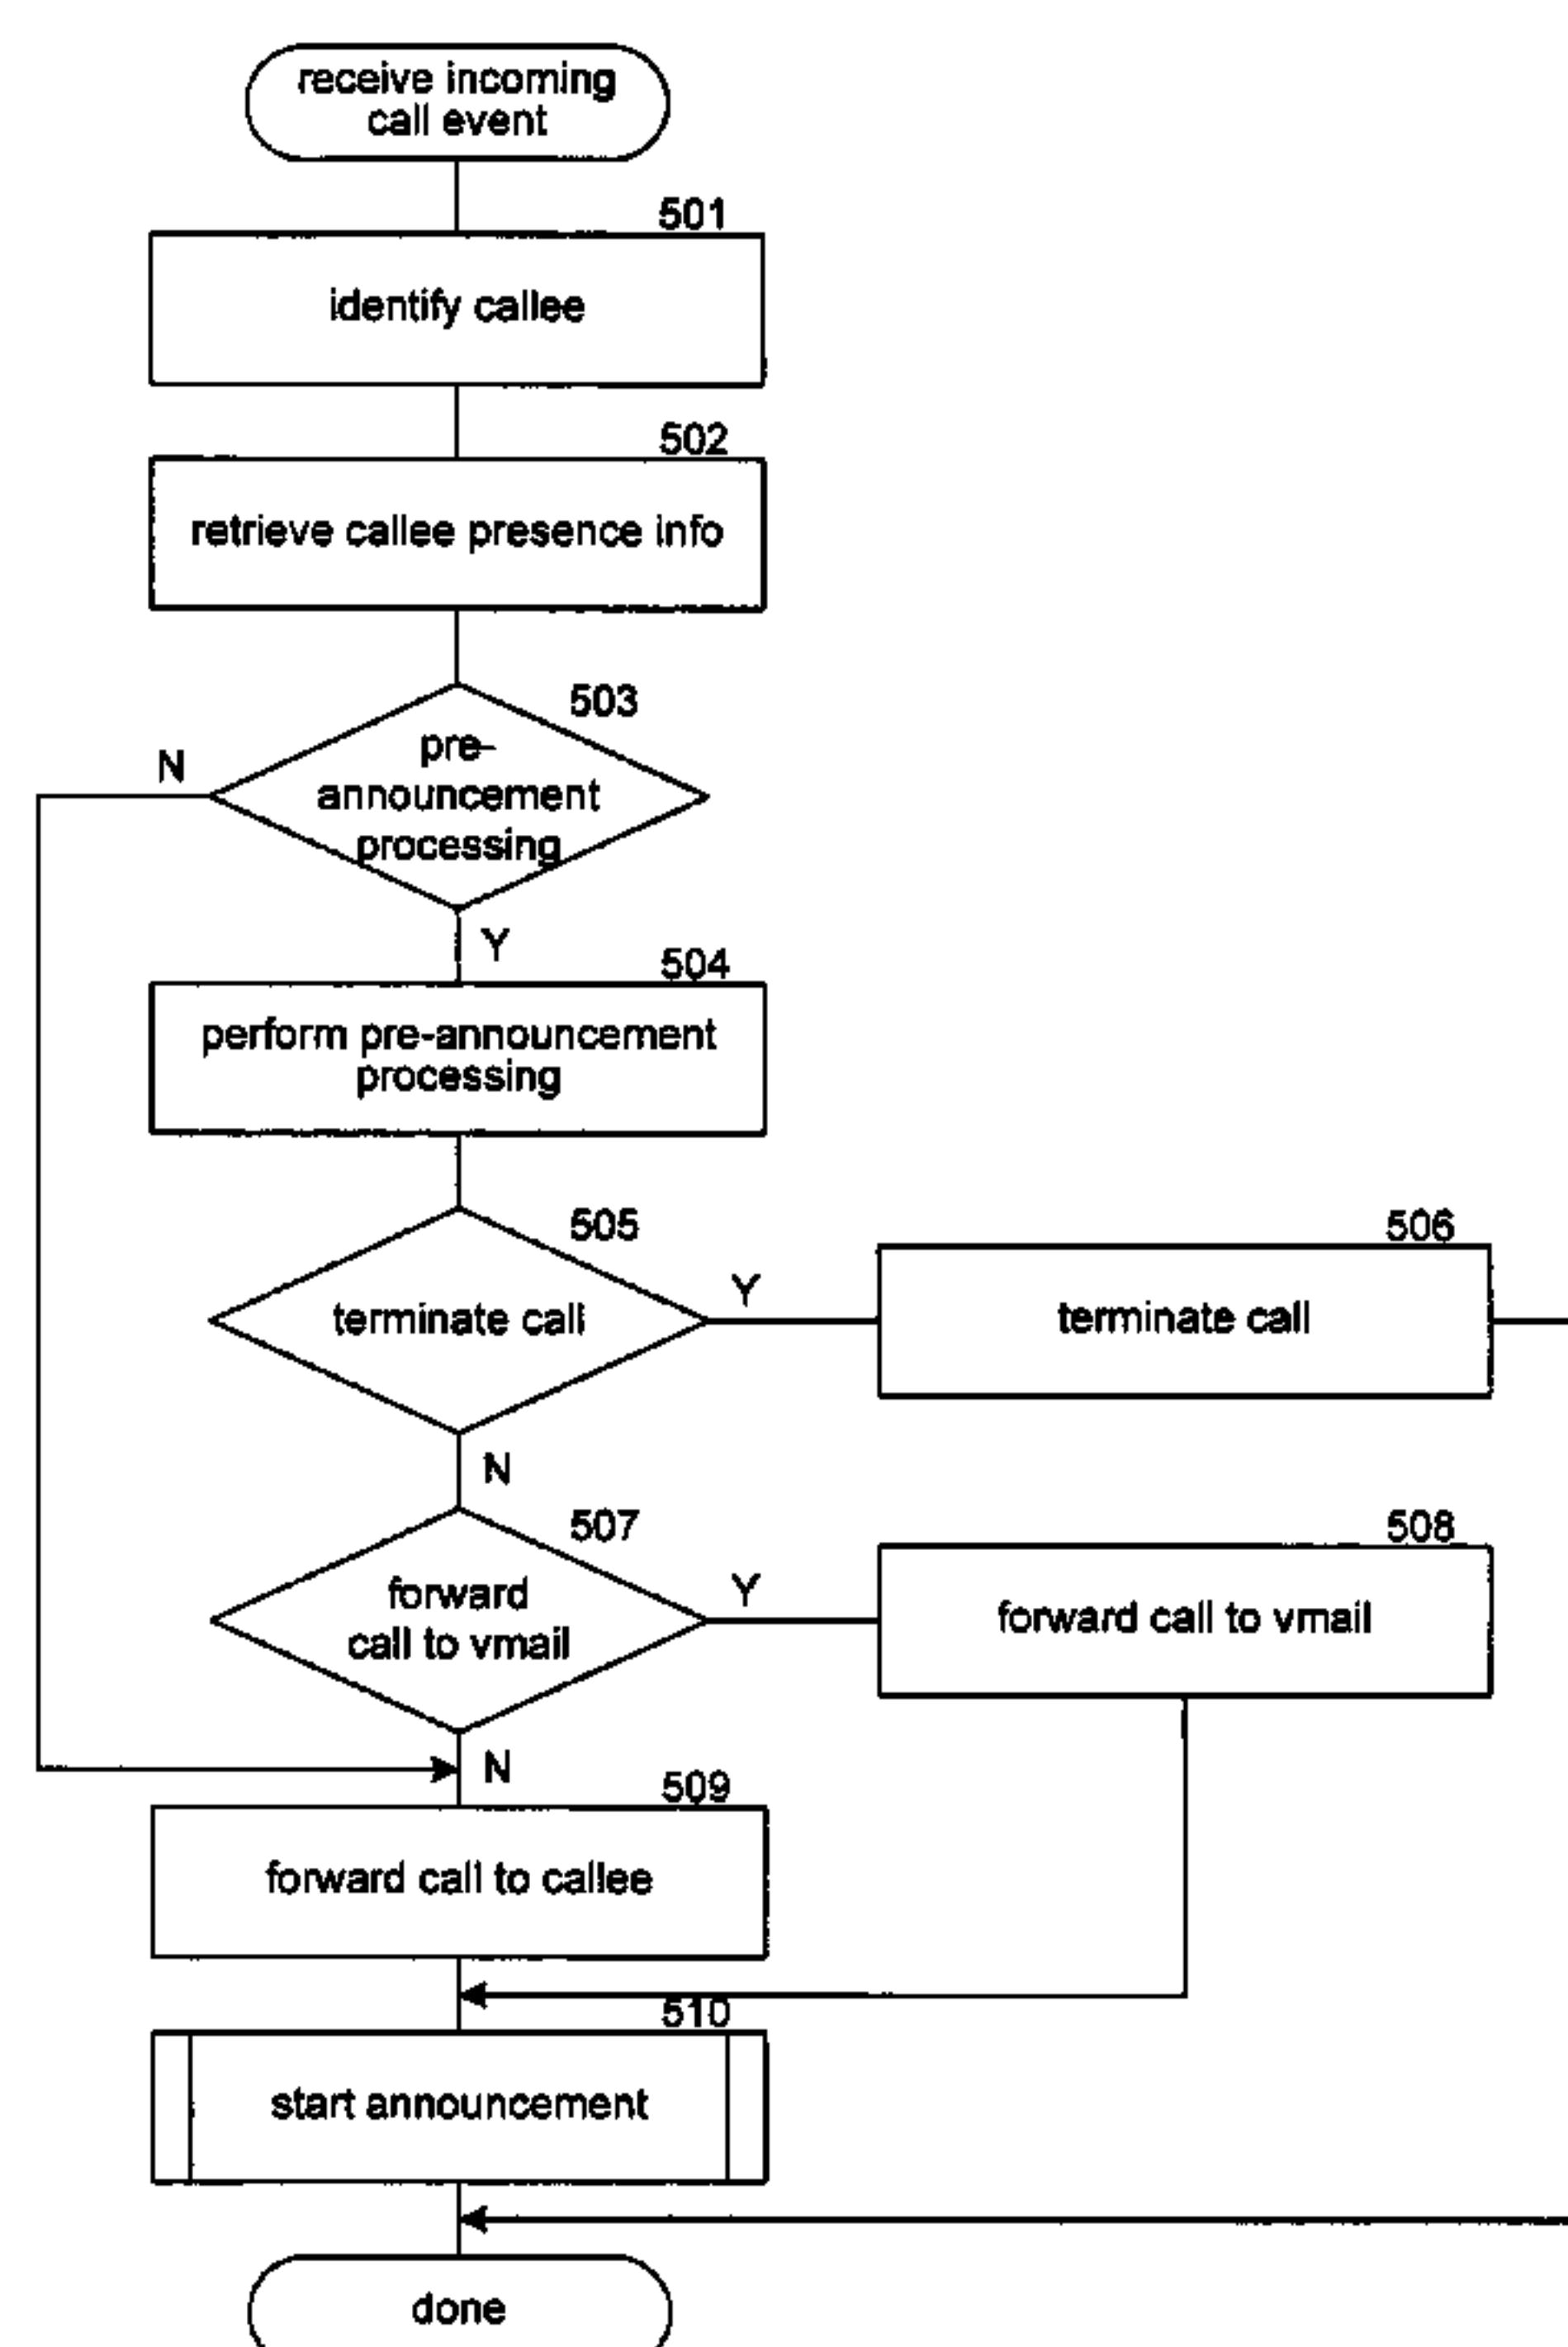 receive incoming
call event
501
identify callee
502
retrieve callee presence info
503
pre-
announcement
processing
N
Y
504
perform pre-announcement
processing
505
terminate call
Y
506
terminate call
N
507
forward
call to vmail
Y
508
forward call to vmail
N
509
forward call to callee
510
start announcement
done